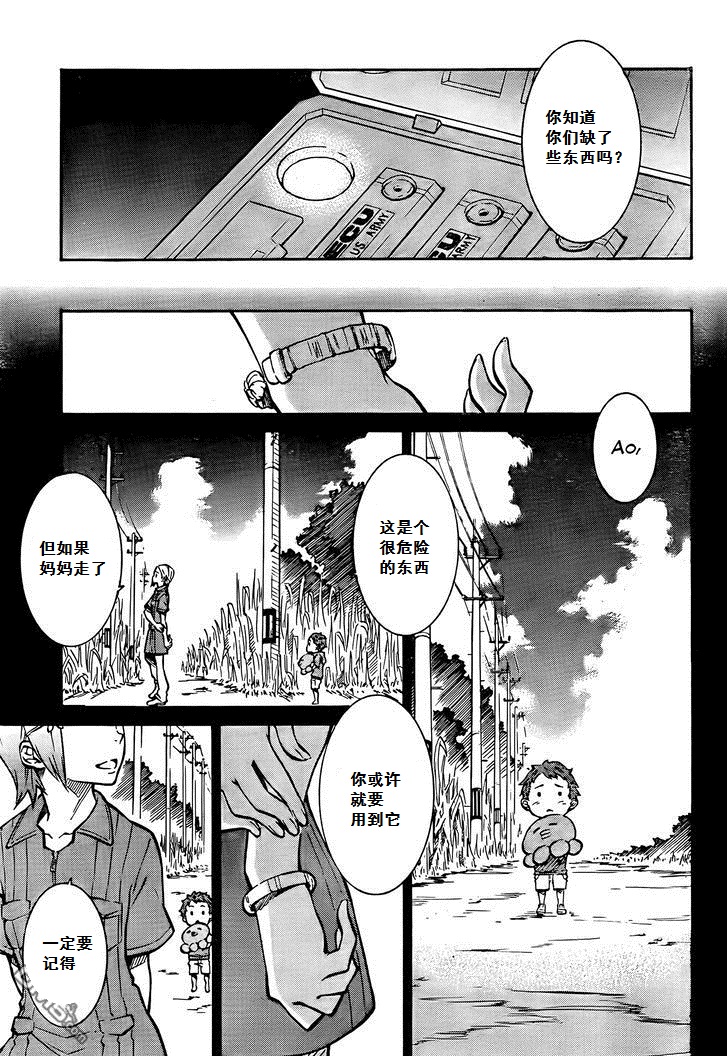 你知道
你们缺了
些东西吗?
ECU
US ARMY
ECU
ARMY
Ao,
这是个
很危险
的东西
但如果
妈妈走了
你或许
就要
用到它
一定要
记得